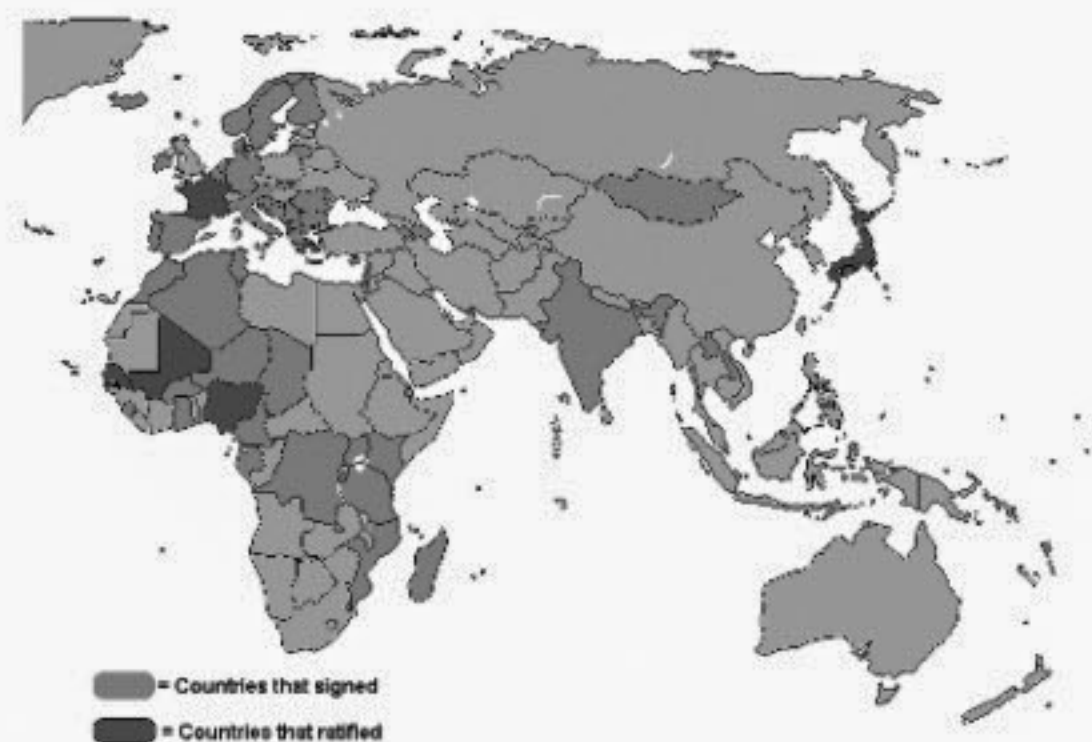 = Countries that signed
= Countries that ratified